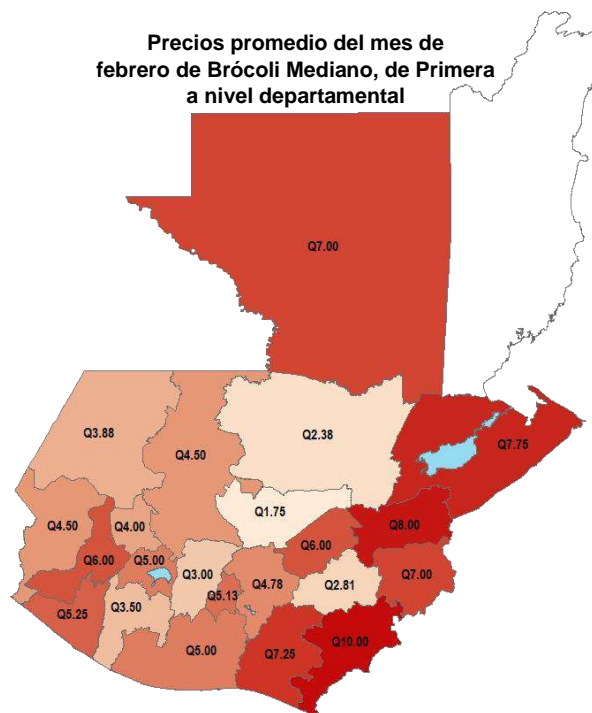 Precios promedio del mes de
febrero de Brócoli Mediano, de Primera
a nivel departamental
Q7.00
Q3.88
Q4.50
Q2.38
Q7.75
Q1.75
Q4.50
Q4.00
Q8.00
Q6.00
Q5.00
Q6.00
Q3.00
Q4.78
Q2.81
Q7.00
Q5.13
Q5.25
Q3.50
Q5.00
Q7.25
Q10.00